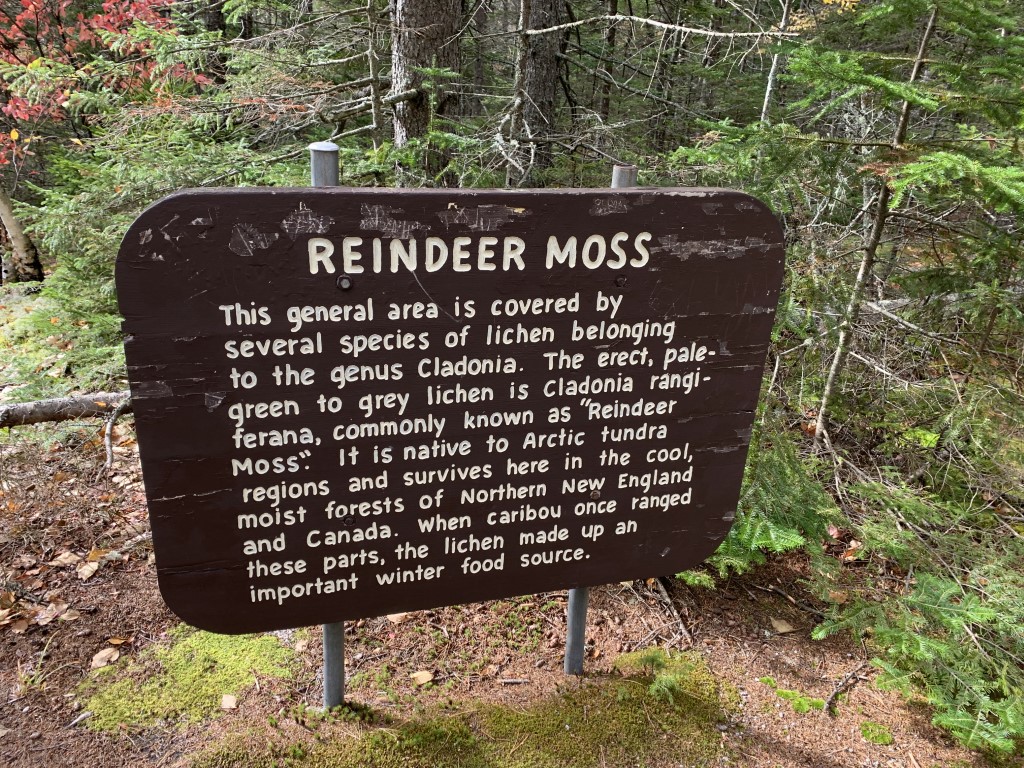 REINDEER MOSS
This general area is covered by
several species of lichen belonging
to the genus Cladonia. The erect, pale-
green to grey lichen is Cladonia rangi-
ferana, commonly known as "Reindeer
Moss". It is native to Arctic tundra
regions and survives here in the cool,
moist forests of Northern New England
and Canada. When caribou once ranged
these parts, the lichen made up an
important winter food source.